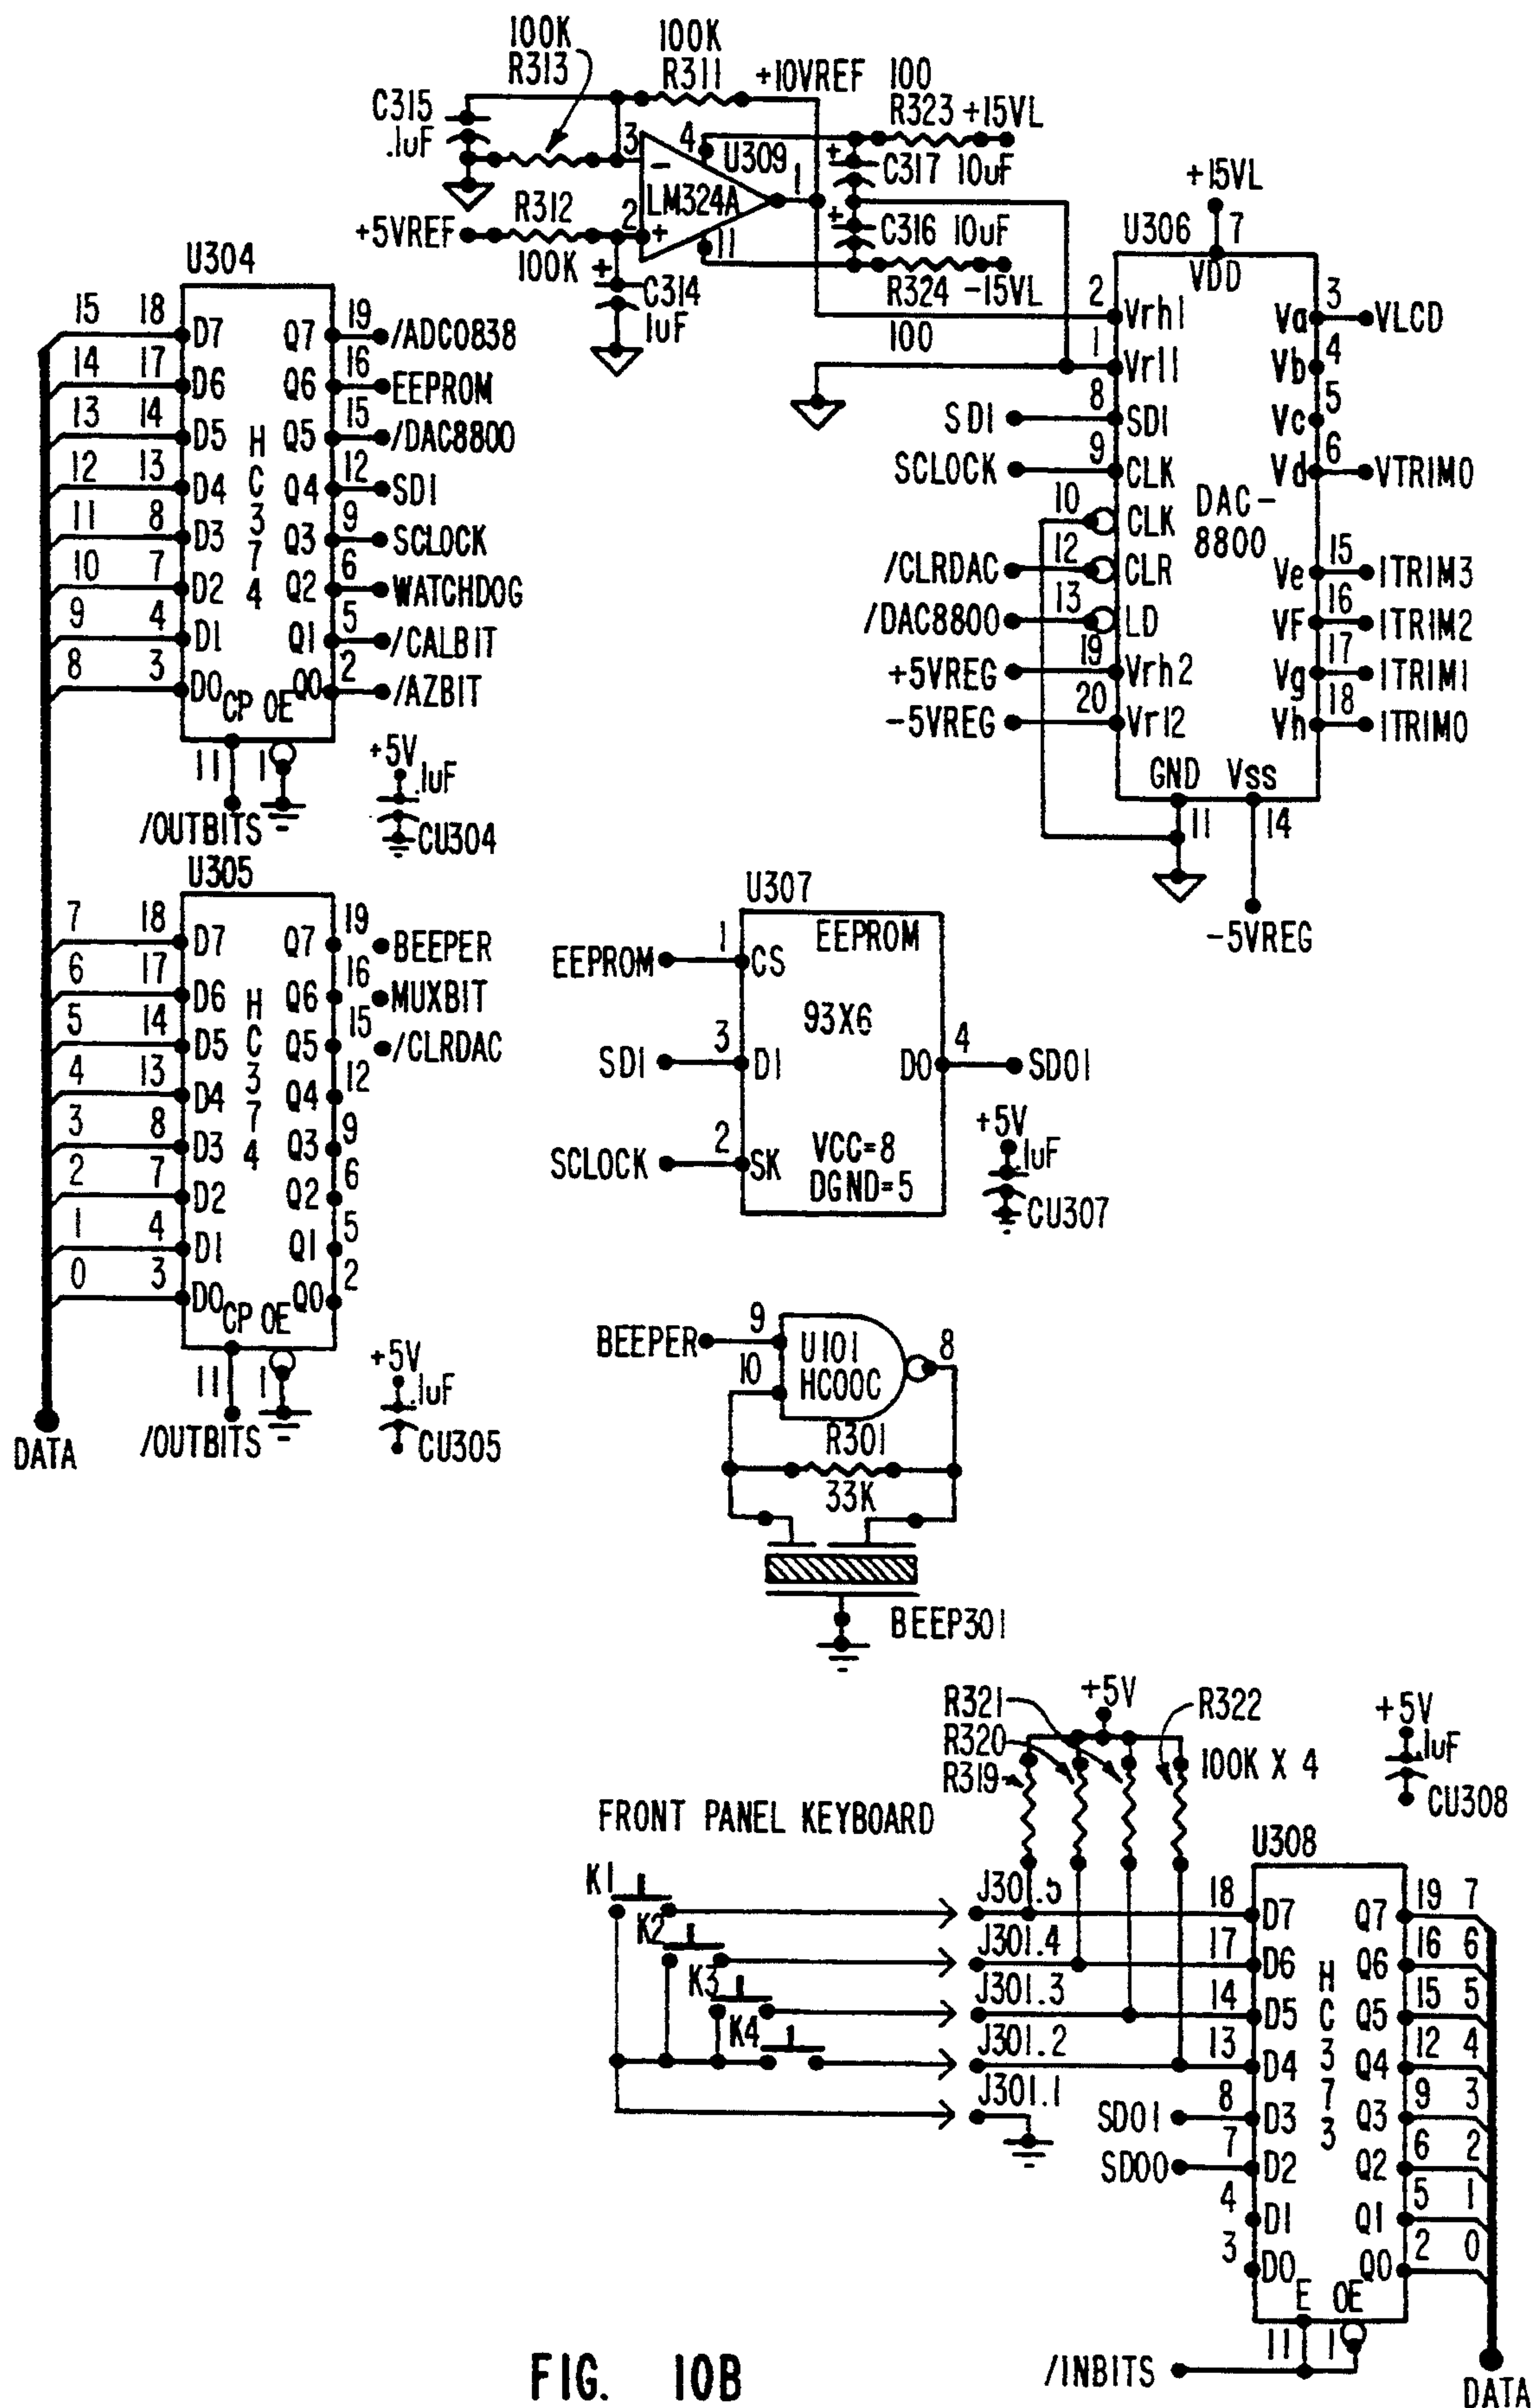 100K
R313
100K
R311
+10VREF
100
R323 +15VL
C315
.1uF
3
4
U309
-
LM324A
1
+
C317 10uF
+
C316 10uF
+15VL
R312
+5VREF
2
+
11
100K
+
C314
1uF
R324 -15VL
100
U306
7
VDD
2
Vrh1
Va
3
VLCD
1
Vrl1
Vb
4
8
SDI
SDI
Vc
5
9
SCLOCK
CLK
Vd
6
VTRIM0
10
CLK
DAC-
8800
12
/CLRDAC
CLR
Ve
15
ITRIM3
13
/DAC8800
LD
VF
16
ITRIM2
19
+5VREG
Vrh2
Vg
17
ITRIM1
20
-5VREG
Vrl2
Vh
18
ITRIM0
GND Vss
11
14
-5VREG
U304
15 18 D7 Q7 19 /ADC0838
14 17 D6 Q6 16 EEPROM
13 14 D5 Q5 15 /DAC8800
12 13 D4 Q4 12 SDI
11 8 D3 Q3 9 SCLOCK
10 7 D2 Q2 6 WATCHDOG
9 4 D1 Q1 5 /CALBIT
8 3 D0 Q0 2 /AZBIT
HC374
CP OE
11 1
/OUTBITS
+5V
.1uF
CU304
U305
7 18 D7 Q7 19 BEEPER
6 17 D6 Q6 16 MUXBIT
5 14 D5 Q5 15 /CLRDAC
4 13 D4 Q4 12
3 8 D3 Q3 9
2 7 D2 Q2 6
1 4 D1 Q1 5
0 3 D0 Q0 2
HC374
CP OE
11 1
/OUTBITS
+5V
.1uF
CU305
DATA
U307
EEPROM
EEPROM 1 CS
93X6
SDI 3 DI
DO 4 SDO1
SCLOCK 2 SK
VCC=8
DGND=5
+5V
.1uF
CU307
BEEPER 9
10
U101
HC00C
8
R301
33K
BEEP301
R321
R320
R319
+5V
R322
100K X 4
+5V
.1uF
CU308
FRONT PANEL KEYBOARD
U308
K1
J301.5 18 D7 Q7 19 7
K2
J301.4 17 D6 Q6 16 6
K3
J301.3 14 D5 Q5 15 5
K4
J301.2 13 D4 Q4 12 4
J301.1
SDO1 8 D3 Q3 9 3
SDO0 7 D2 Q2 6 2
4 D1 Q1 5 1
3 D0 Q0 2 0
HC373
E OE
11 1
/INBITS
DATA
FIG. 10B